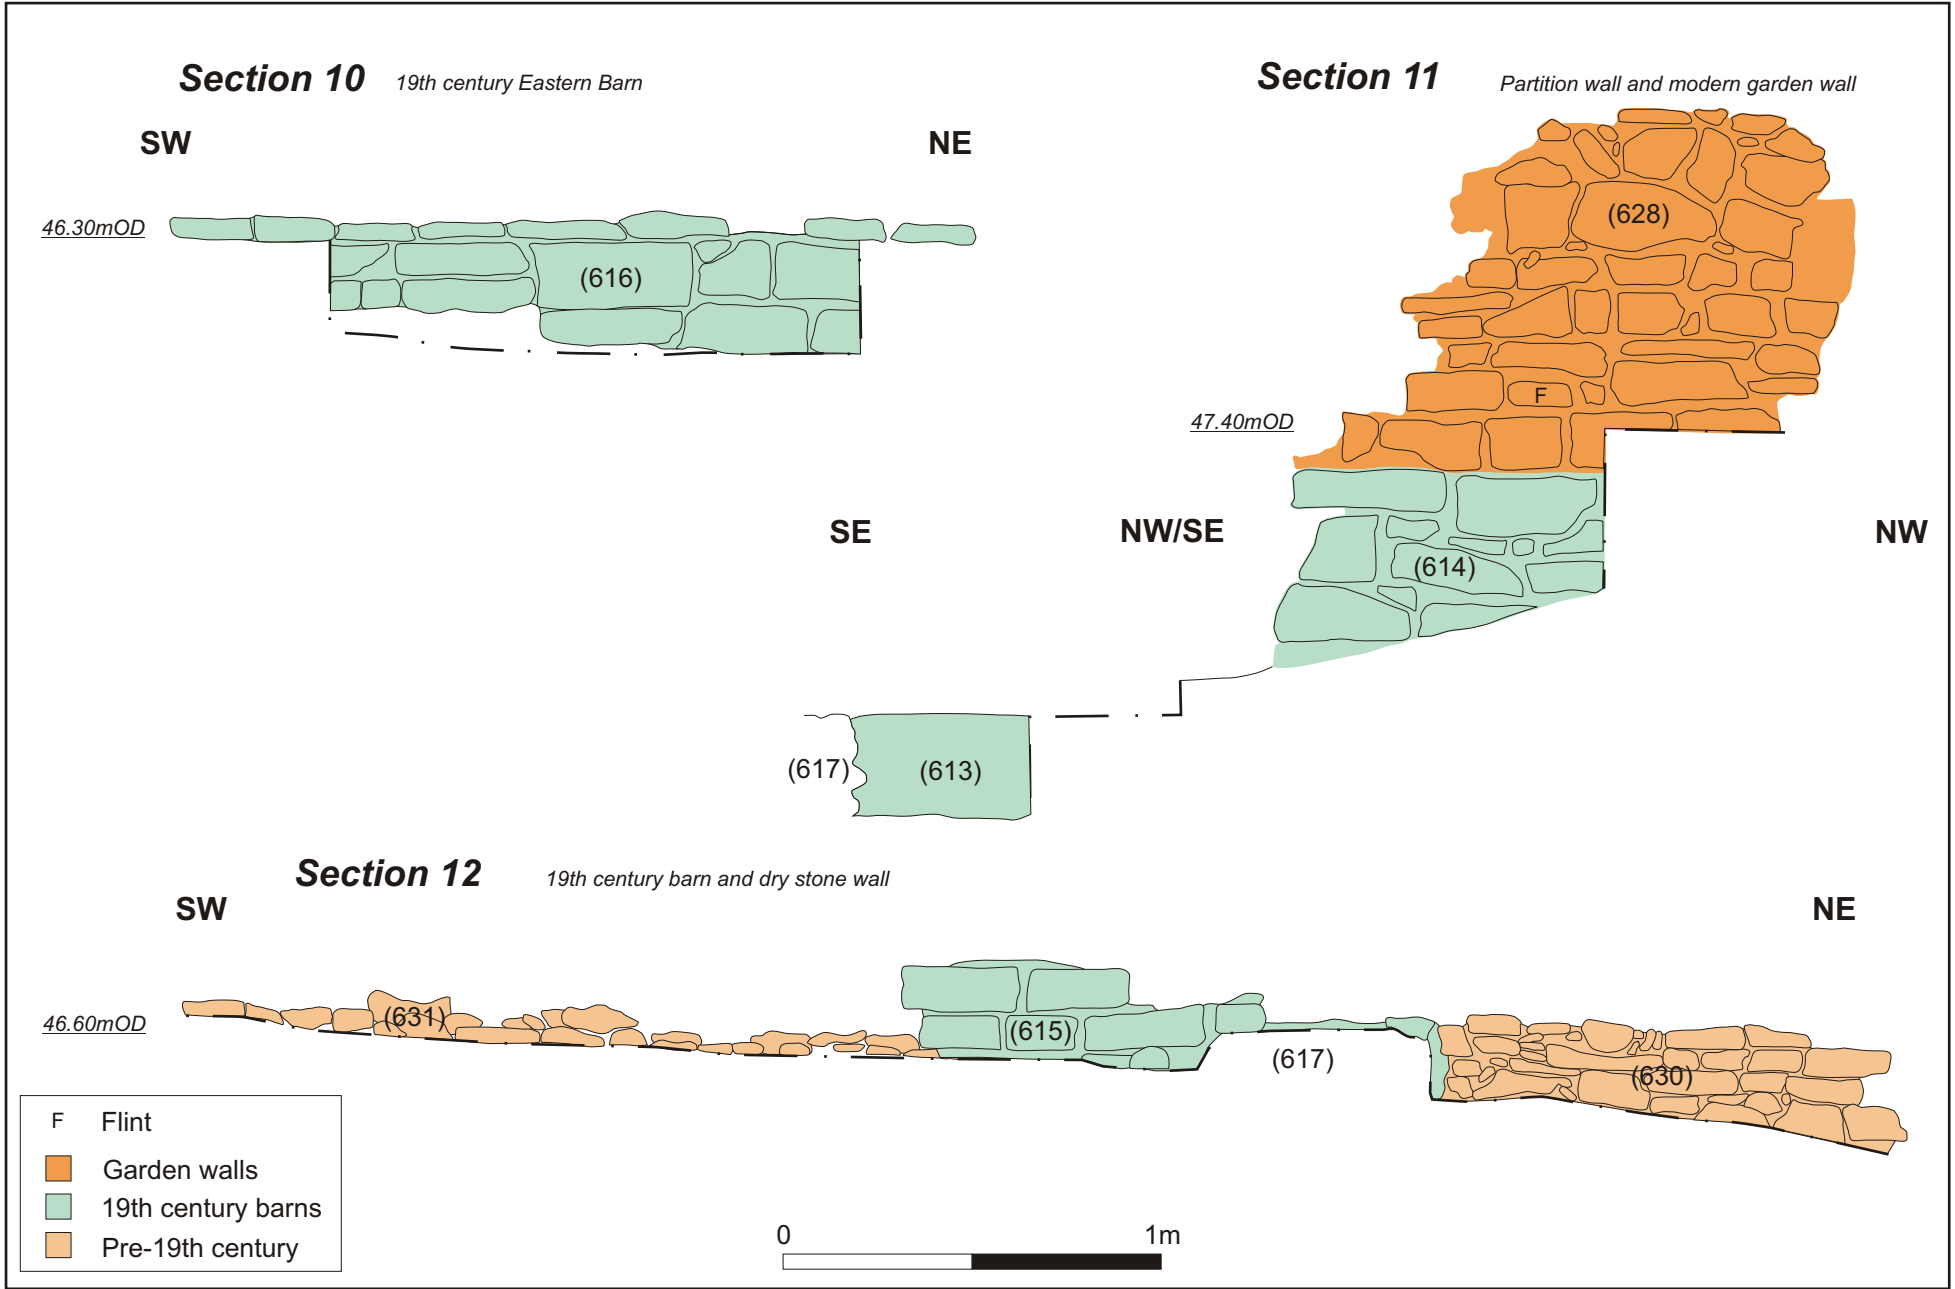 Section 10 19th century Eastern Barn
SW NE
46.30mOD
(616)
Section 11 Partition wall and modern garden wall
(628)
F
47.40mOD
SE NW/SE NW
(614)
(617) (613)
Section 12 19th century barn and dry stone wall
SW NE
46.60mOD
(631)
(615)
(617)
(630)
F Flint
Garden walls
19th century barns
Pre-19th century
0 1m